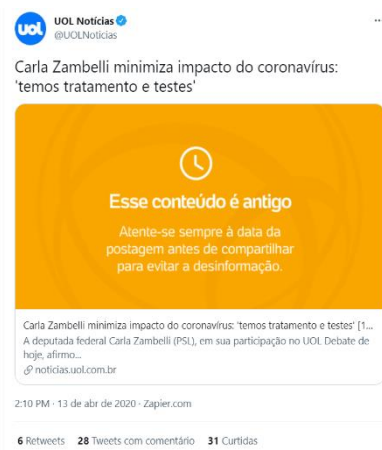 uol
UOL Notícias
@UOLNoticias
Carla Zambelli minimiza impacto do coronavírus:
'temos tratamento e testes'
Esse conteúdo é antigo
Atente-se sempre à data da
postagem antes de compartilhar
para evitar a desinformação.
Carla Zambelli minimiza impacto do coronavírus: 'temos tratamento e testes' [1...
A deputada federal Carla Zambelli (PSL), em sua participação no UOL Debate de
hoje, afirmo...
noticias.uol.com.br
2:10 PM · 13 de abr de 2020 · Zapier.com
6 Retweets 28 Tweets com comentário 31 Curtidas